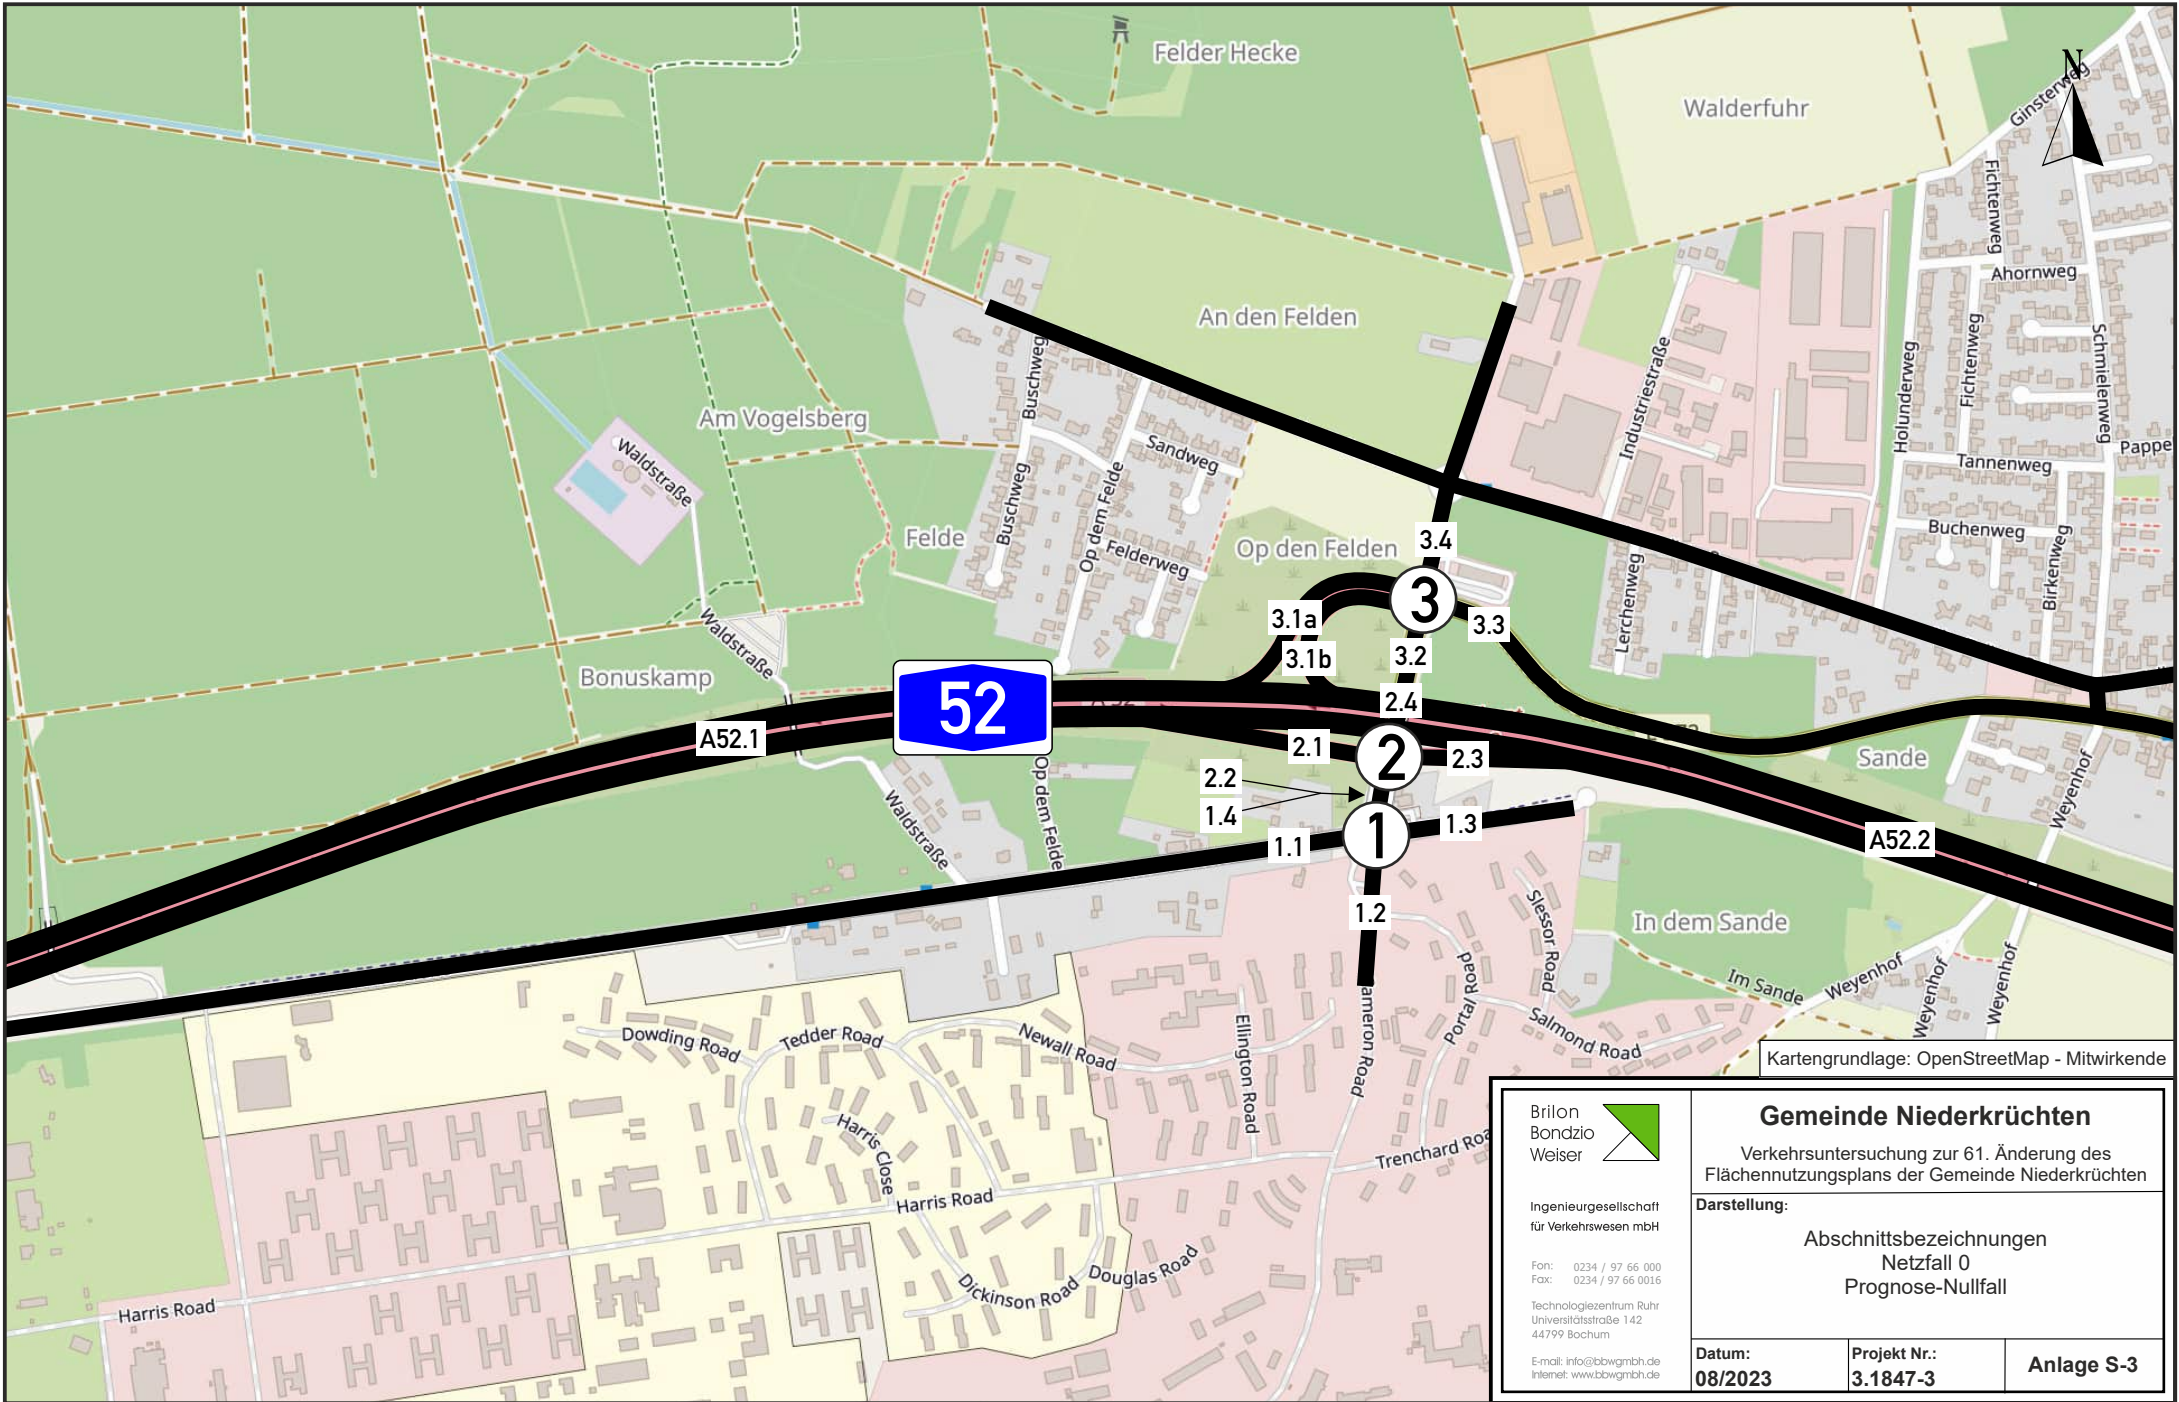 Felder Hecke
Walderfuhr
N
Ginsterweg
Fichtenweg
Ahornweg
An den Felden
Buschweg
Industriestraße
Holunderweg
Fichtenweg
Schmielenweg
Am Vogelsberg
Waldstraße
Sandweg
Tannenweg
Pappe
Buschweg
Op dem Felde
Felde
Felderweg
Op den Felden
3.4
Buchenweg
Birkenweg
Lerchenweg
3
3.1a
3.3
3.1b
3.2
Waldstraße
Bonuskamp
52
2.4
A52.1
2.1
2
2.3
Sande
Weyenhof
2.2
1.4
Op dem Felde
Waldstraße
1.1
1
1.3
A52.2
1.2
Slessor Road
In dem Sande
Im Sande
Weyenhof
Weyenhof
Weyenhof
Portal Road
Salmond Road
ameron Road
Ellington Road
Dowding Road
Tedder Road
Newall Road
Harris Close
Harris Road
Trenchard Roa
Dickinson Road
Douglas Road
Harris Road
Kartengrundlage: OpenStreetMap - Mitwirkende
Brilon
Bondzio
Weiser
Ingenieurgesellschaft
für Verkehrswesen mbH
Fon: 0234 / 97 66 000
Fax: 0234 / 97 66 0016
Technologiezentrum Ruhr
Universitätsstraße 142
44799 Bochum
E-mail: info@bbwgmbh.de
Internet: www.bbwgmbh.de
Gemeinde Niederkrüchten
Verkehrsuntersuchung zur 61. Änderung des
Flächennutzungsplans der Gemeinde Niederkrüchten
Darstellung:
Abschnittsbezeichnungen
Netzfall 0
Prognose-Nullfall
Datum:
08/2023
Projekt Nr.:
3.1847-3
Anlage S-3